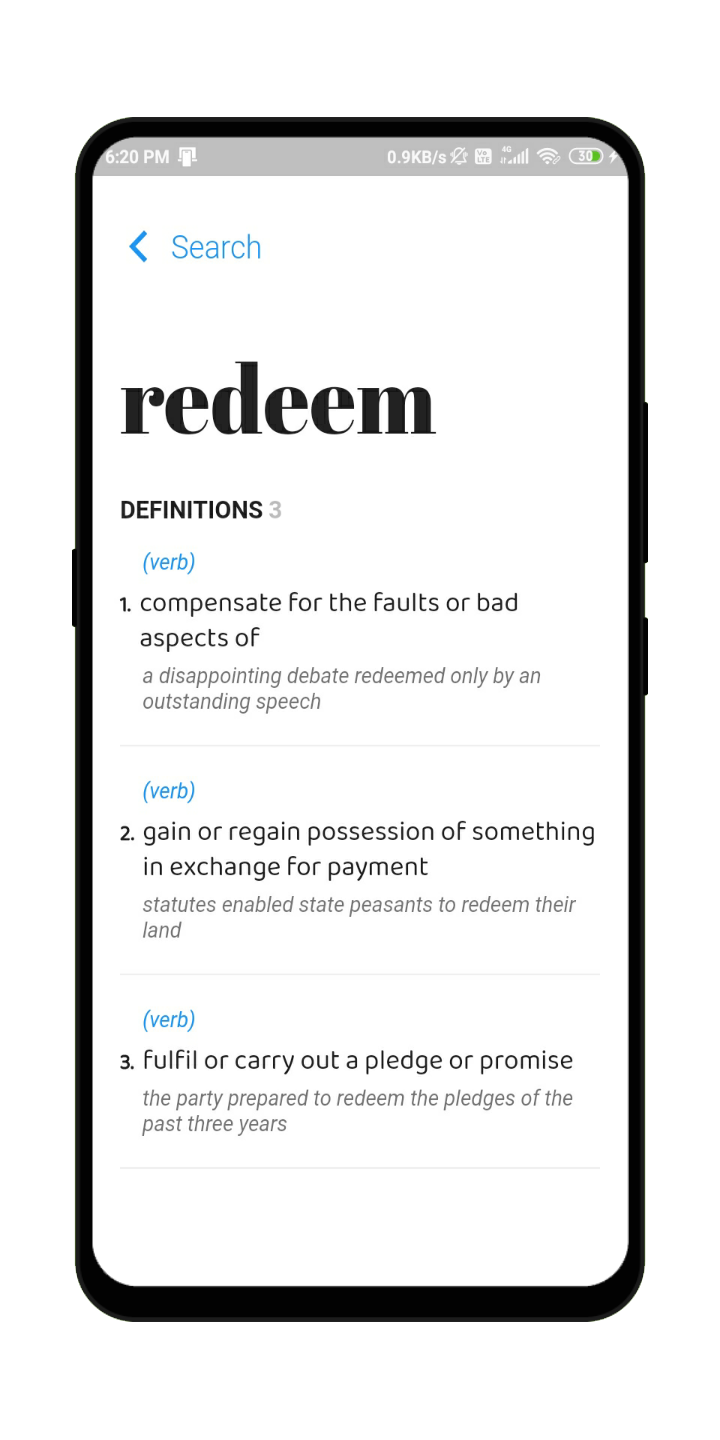 6:20 PM 0.9KB/s Vo LTE 4G 30
Search
redeem
DEFINITIONS 3
(verb)
1. compensate for the faults or bad
aspects of
a disappointing debate redeemed only by an
outstanding speech
(verb)
2. gain or regain possession of something
in exchange for payment
statutes enabled state peasants to redeem their
land
(verb)
3. fulfil or carry out a pledge or promise
the party prepared to redeem the pledges of the
past three years